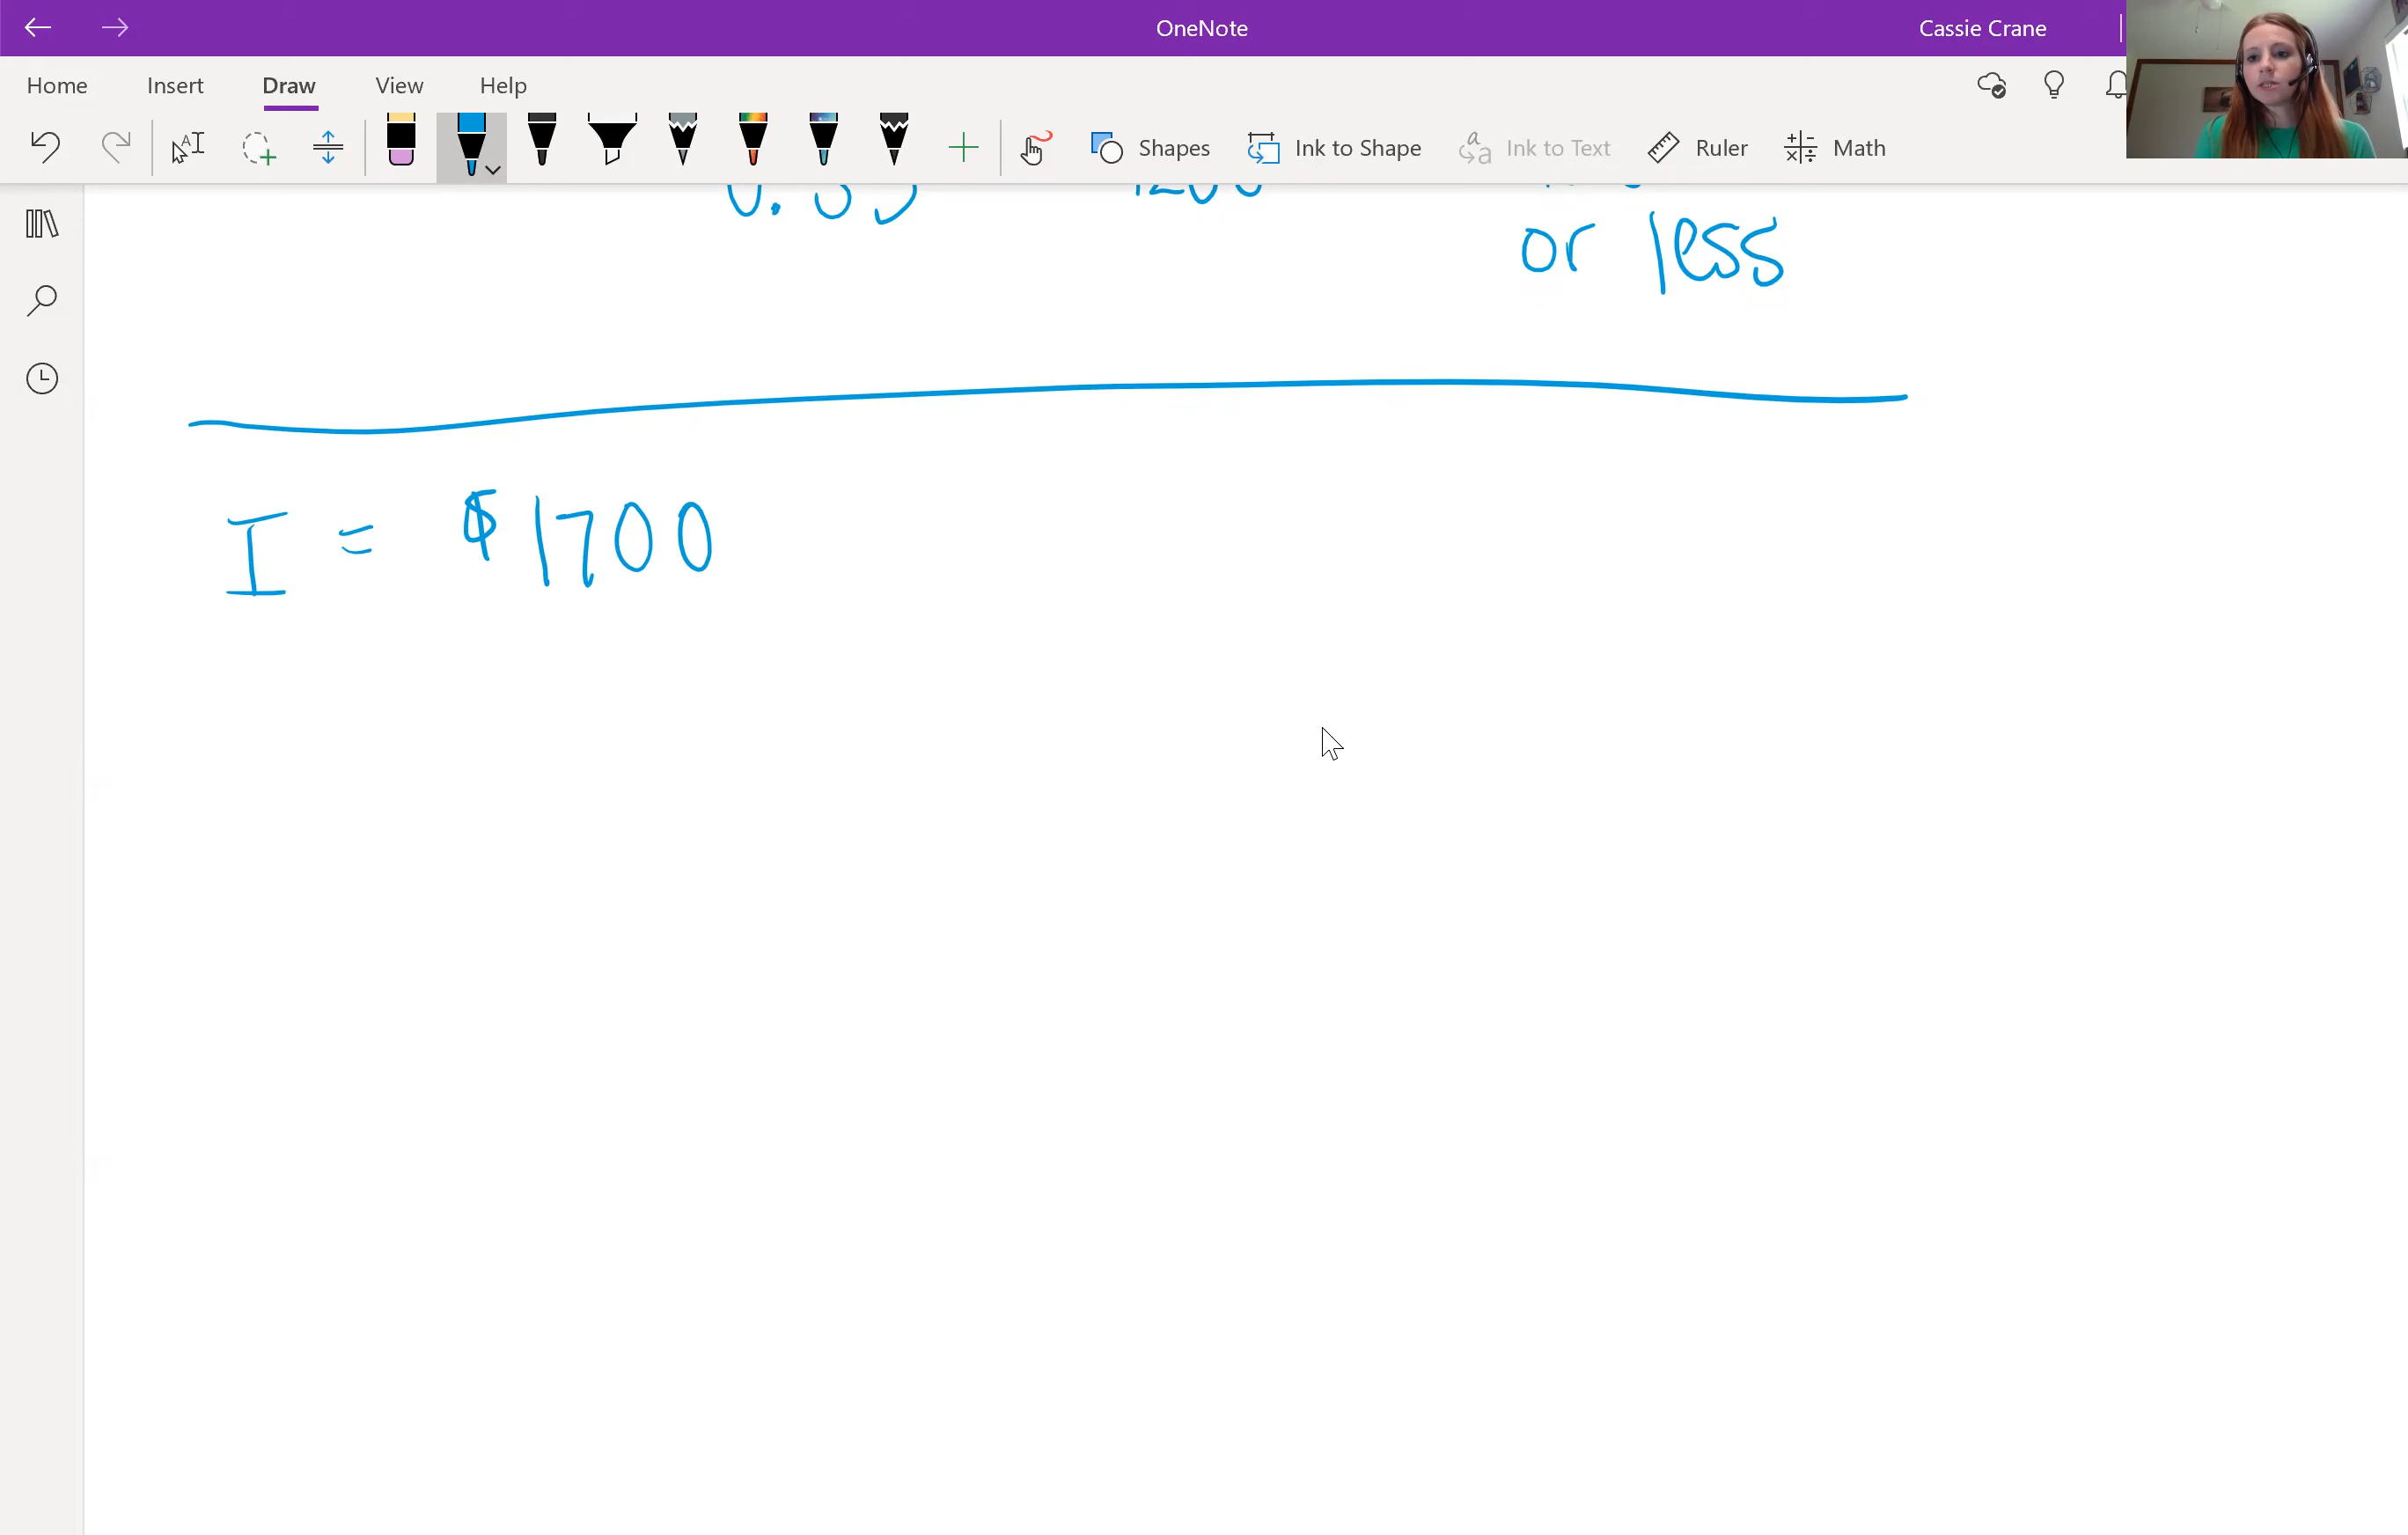 OneNote
Cassie Crane
Home Insert Draw View Help
Shapes Ink to Shape Ink to Text Ruler Math
or less
I = $1700